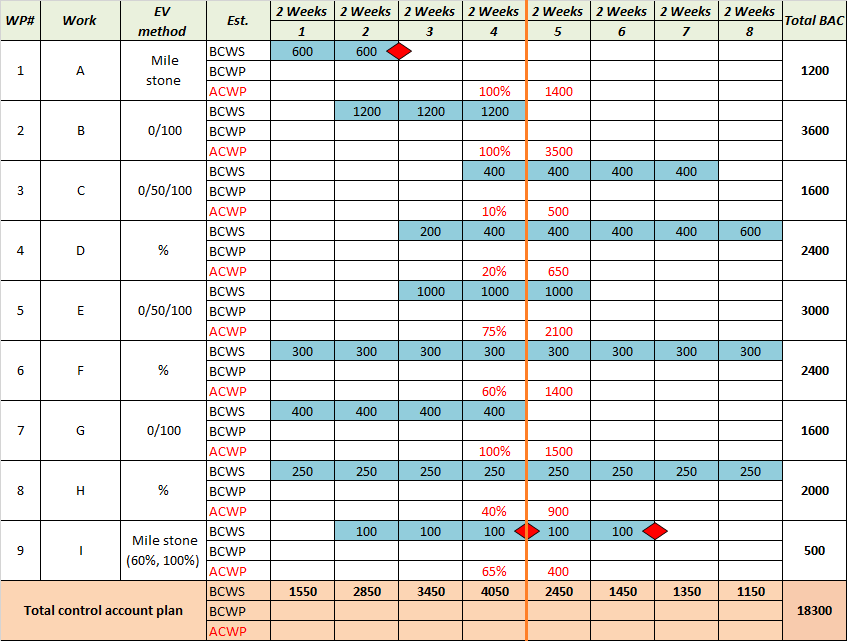 WP# Work EV method Est. 2 Weeks 2 Weeks 2 Weeks 2 Weeks 2 Weeks 2 Weeks 2 Weeks 2 Weeks Total BAC
1 2 3 4 5 6 7 8
1 A Mile stone BCWS 600 600 1200
BCWP
ACWP 100% 1400
2 B 0/100 BCWS 1200 1200 1200 3600
BCWP
ACWP 100% 3500
3 C 0/50/100 BCWS 400 400 400 400 1600
BCWP
ACWP 10% 500
4 D % BCWS 200 400 400 400 400 600 2400
BCWP
ACWP 20% 650
5 E 0/50/100 BCWS 1000 1000 1000 3000
BCWP
ACWP 75% 2100
6 F % BCWS 300 300 300 300 300 300 300 300 2400
BCWP
ACWP 60% 1400
7 G 0/100 BCWS 400 400 400 400 1600
BCWP
ACWP 100% 1500
8 H % BCWS 250 250 250 250 250 250 250 250 2000
BCWP
ACWP 40% 900
9 I Mile stone (60%, 100%) BCWS 100 100 100 100 100 500
BCWP
ACWP 65% 400
Total control account plan BCWS 1550 2850 3450 4050 2450 1450 1350 1150 18300
BCWP
ACWP